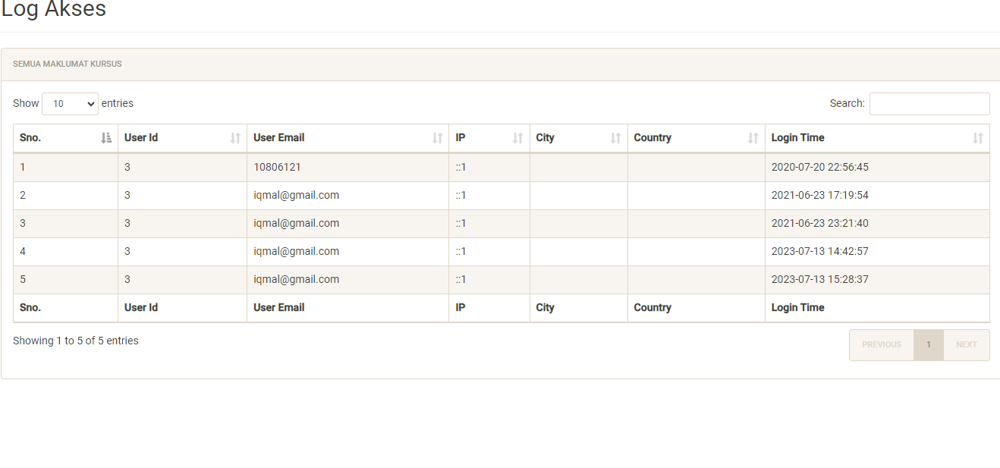 Log Akses
SEMUA MAKLUMAT KURSUS
Show 10 entries Search:
Sno. User Id User Email IP City Country Login Time
1 3 10806121 ::1 2020-07-20 22:56:45
2 3 iqmal@gmail.com ::1 2021-06-23 17:19:54
3 3 iqmal@gmail.com ::1 2021-06-23 23:21:40
4 3 iqmal@gmail.com ::1 2023-07-13 14:42:57
5 3 iqmal@gmail.com ::1 2023-07-13 15:28:37
Sno. User Id User Email IP City Country Login Time
Showing 1 to 5 of 5 entries
PREVIOUS 1 NEXT